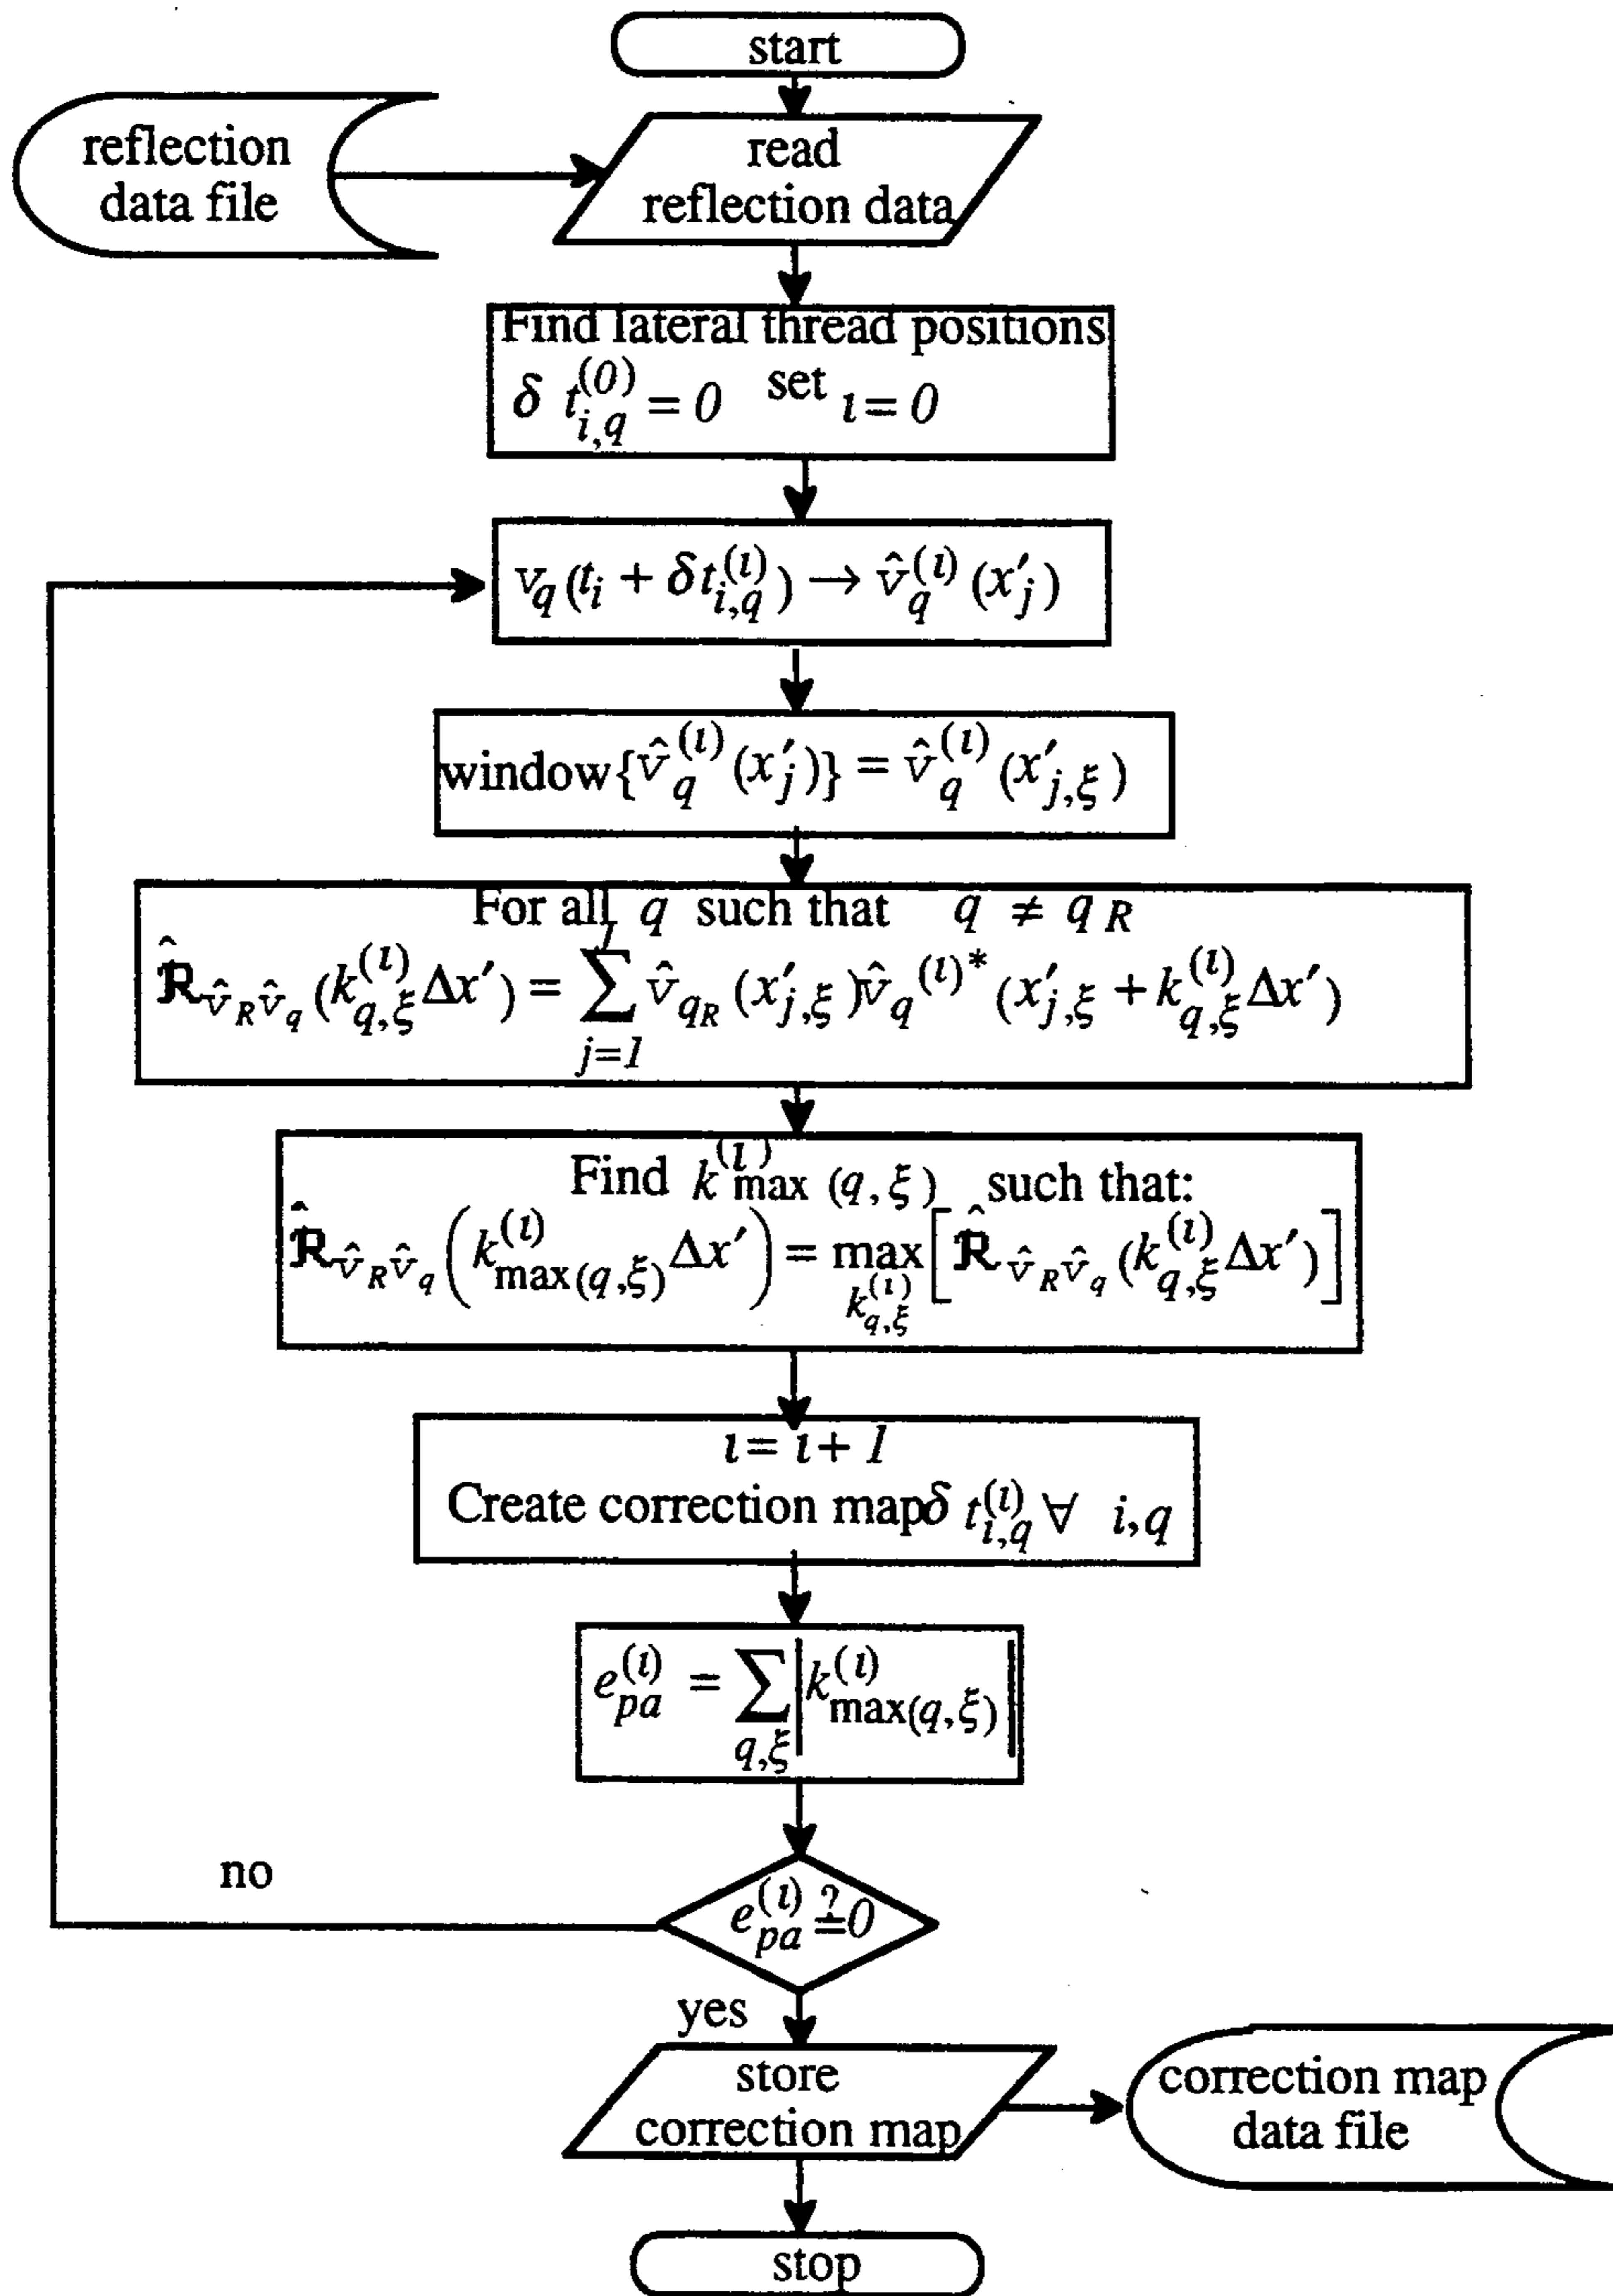 start
reflection
data file
read
reflection data
Find lateral thread positions
δ t_{i,q}^{(0)} = 0 set ι = 0
v_q(t_i + δt_{i,q}^{(ι)}) → v̂_q^{(ι)}(x′_j)
window{v̂_q^{(ι)}(x′_j)} = v̂_q^{(ι)}(x′_{j,ξ})
For all q such that q ≠ q_R
ℜ̂_{v̂_R v̂_q}(k_{q,ξ}^{(ι)}Δx′) = ∑_{j=1}^{J} v̂_{q_R}(x′_{j,ξ})v̂_q^{(ι)*}(x′_{j,ξ} + k_{q,ξ}^{(ι)}Δx′)
Find k_{max (q,ξ)}^{(ι)} such that:
ℜ̂_{v̂_R v̂_q}(k_{max(q,ξ)}^{(ι)}Δx′) = max_{k_{q,ξ}^{(ι)}}[ℜ̂_{v̂_R v̂_q}(k_{q,ξ}^{(ι)}Δx′)]
ι = ι + 1
Create correction map δ t_{i,q}^{(ι)} ∀ i,q
e_{pa}^{(ι)} = ∑_{q,ξ}|k_{max(q,ξ)}^{(ι)}|
no
e_{pa}^{(ι)} ≟ 0
yes
store
correction map
correction map
data file
stop